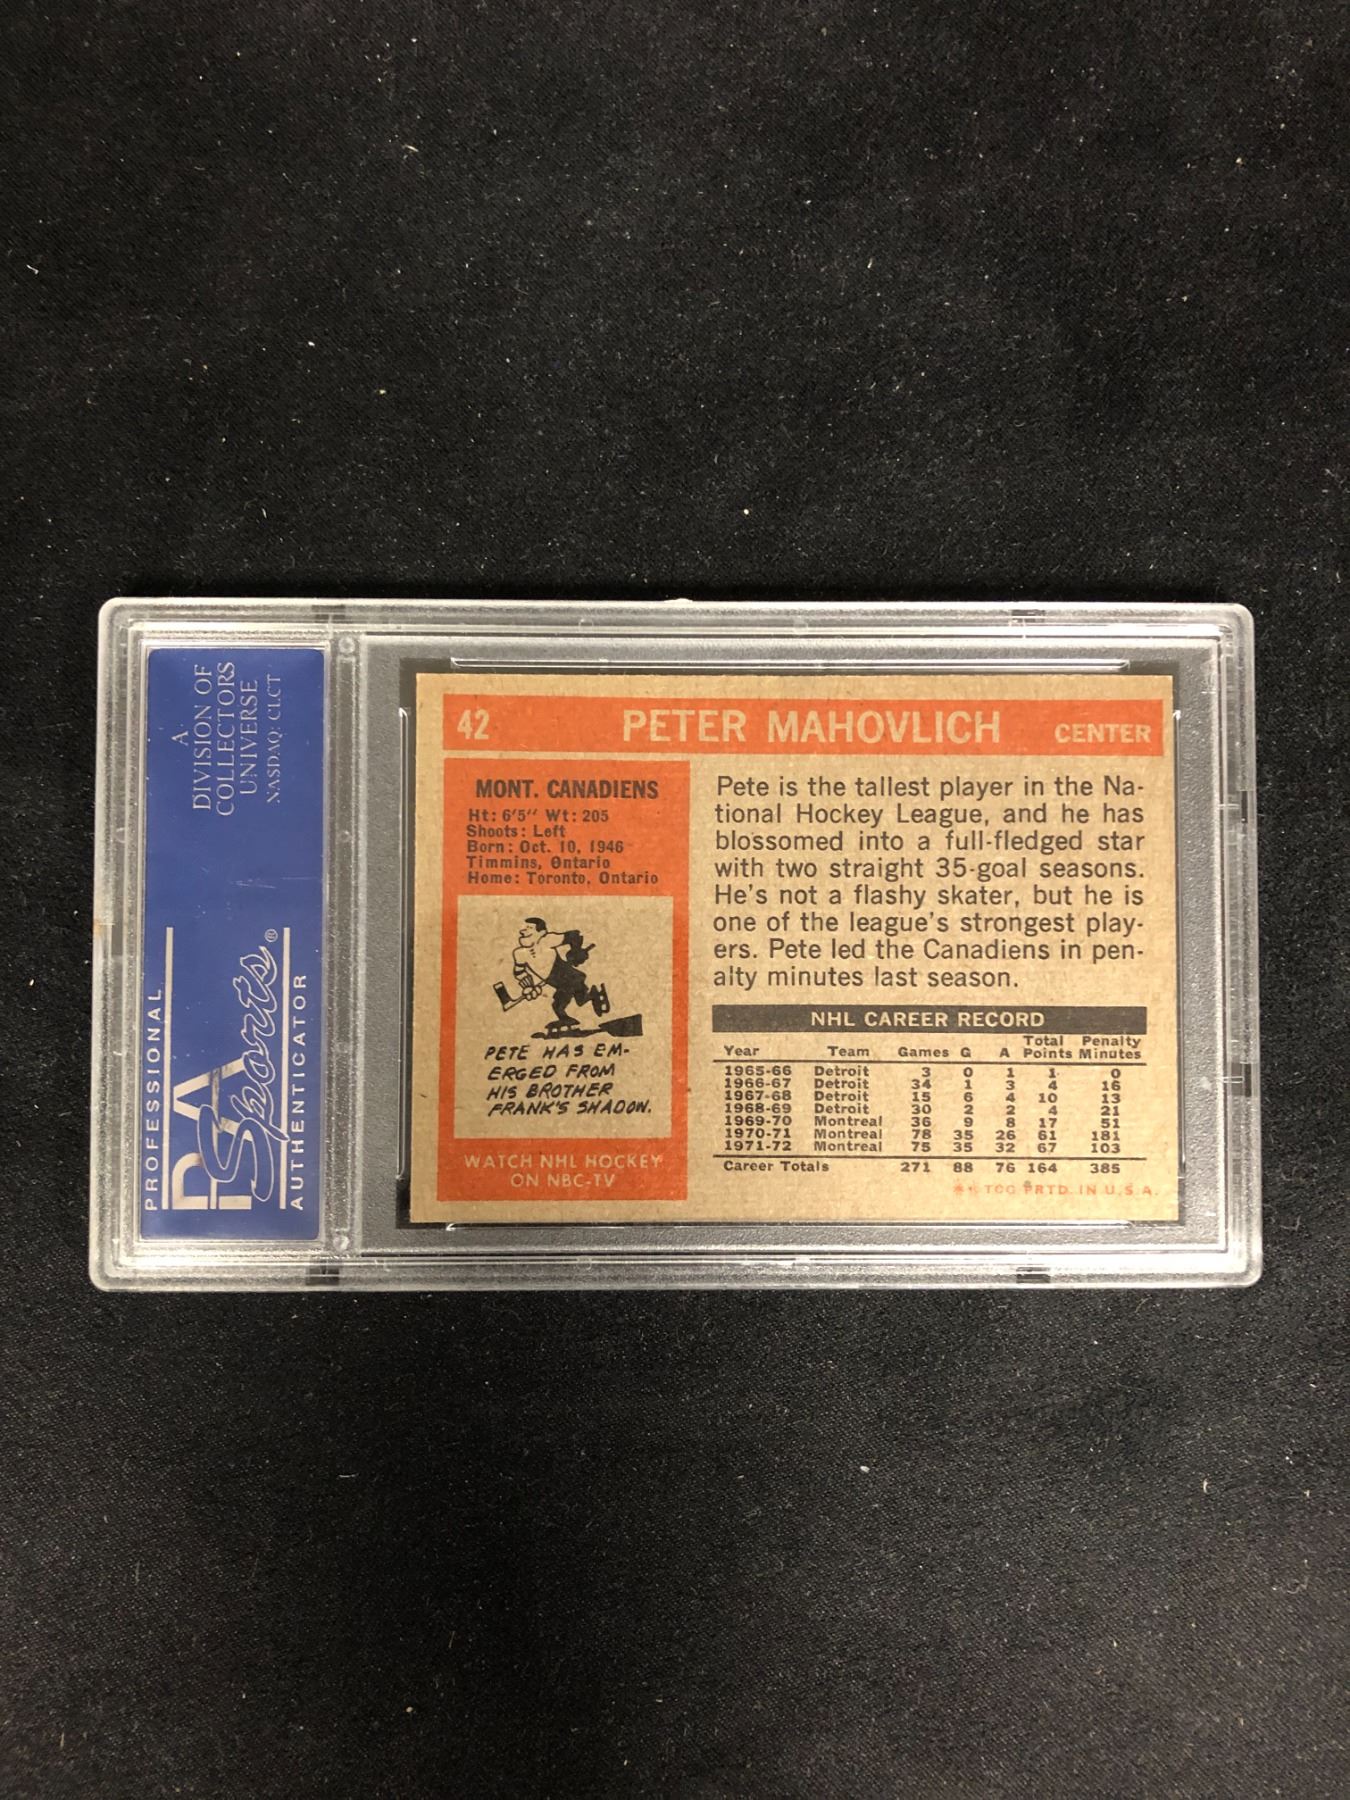 A
DIVISION OF
COLLECTORS
UNIVERSE
NASDAQ: CLCT
PROFESSIONAL
PSA
Sports®
AUTHENTICATOR
42 PETER MAHOVLICH CENTER
MONT. CANADIENS
Ht: 6'5" Wt: 205
Shoots: Left
Born: Oct. 10, 1946
Timmins, Ontario
Home: Toronto, Ontario
PETE HAS EM-
ERGED FROM
HIS BROTHER
FRANK'S SHADOW.
WATCH NHL HOCKEY
ON NBC-TV
Pete is the tallest player in the Na-
tional Hockey League, and he has
blossomed into a full-fledged star
with two straight 35-goal seasons.
He's not a flashy skater, but he is
one of the league's strongest play-
ers. Pete led the Canadiens in pen-
alty minutes last season.
NHL CAREER RECORD
Year Team Games G A Total Points Penalty Minutes
1965-66 Detroit 3 0 1 1 0
1966-67 Detroit 34 1 3 4 16
1967-68 Detroit 15 6 4 10 13
1968-69 Detroit 30 2 2 4 21
1969-70 Montreal 36 9 8 17 51
1970-71 Montreal 78 35 26 61 181
1971-72 Montreal 75 35 32 67 103
Career Totals 271 88 76 164 385
** TCG PRTD. IN U.S.A.